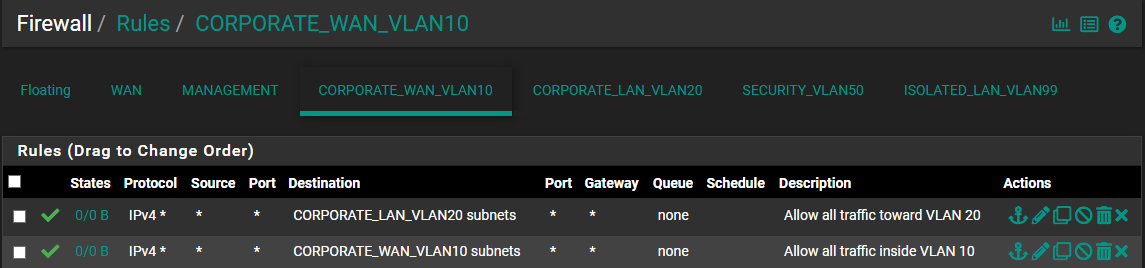 Firewall / Rules / CORPORATE_WAN_VLAN10
Floating WAN MANAGEMENT CORPORATE_WAN_VLAN10 CORPORATE_LAN_VLAN20 SECURITY_VLAN50 ISOLATED_LAN_VLAN99
Rules (Drag to Change Order)
States Protocol Source Port Destination Port Gateway Queue Schedule Description Actions
0/0 B IPv4 * * * CORPORATE_LAN_VLAN20 subnets * * none Allow all traffic toward VLAN 20
0/0 B IPv4 * * * CORPORATE_WAN_VLAN10 subnets * * none Allow all traffic inside VLAN 10